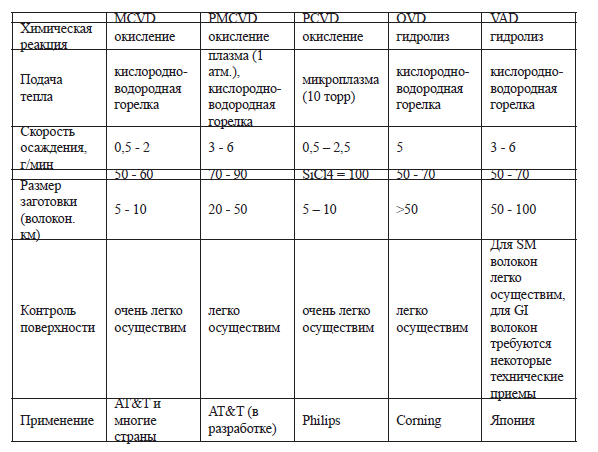 MCVD PMCVD PCVD OVD VAD
Химическая реакция окисление окисление окисление гидролиз гидролиз
Подача тепла кислородно-водородная горелка плазма (1 атм.), кислородно-водородная горелка микроплазма (10 торр) кислородно-водородная горелка кислородно-водородная горелка
Скорость осаждения, г/мин 0,5 - 2 3 - 6 0,5 – 2,5 5 3 - 6
50 - 60 70 - 90 SiCl4 = 100 50 - 70 50 - 70
Размер заготовки (волокон. км) 5 - 10 20 - 50 5 – 10 >50 50 - 100
Контроль поверхности очень легко осуществим легко осуществим очень легко осуществим легко осуществим Для SM волокон легко осуществим, для GI волокон требуются некоторые технические приемы
Применение AT&T и многие страны AT&T (в разработке) Philips Corning Япония